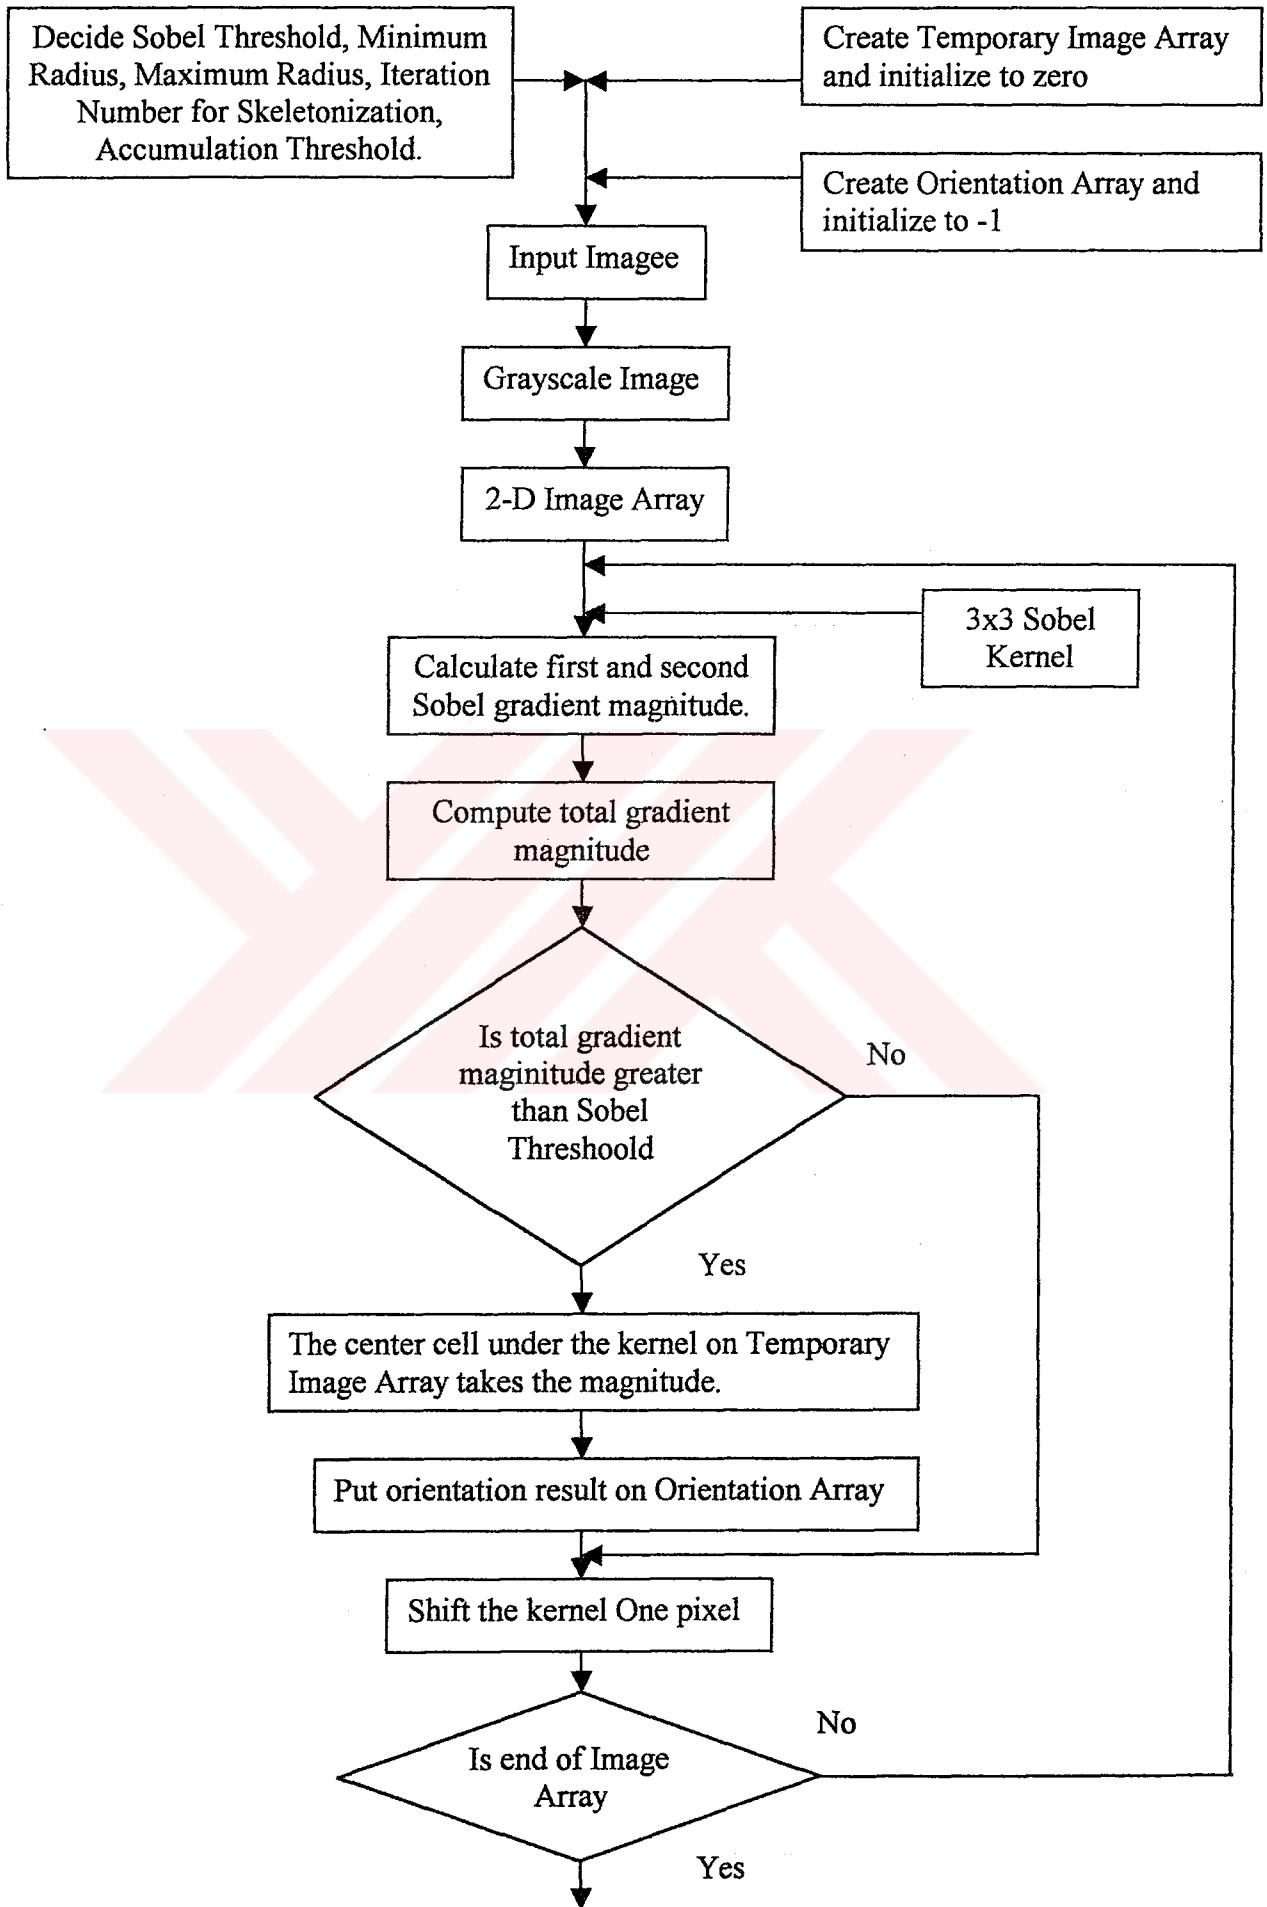 Decide Sobel Threshold, Minimum
Radius, Maximum Radius, Iteration
Number for Skeletonization,
Accumulation Threshold.
Create Temporary Image Array
and initialize to zero
Create Orientation Array and
initialize to -1
Input Imagee
Grayscale Image
2-D Image Array
3x3 Sobel
Kernel
Calculate first and second
Sobel gradient magnitude.
Compute total gradient
magnitude
Is total gradient
maginitude greater
than Sobel
Threshoold
No
Yes
The center cell under the kernel on Temporary
Image Array takes the magnitude.
Put orientation result on Orientation Array
Shift the kernel One pixel
Is end of Image
Array
No
Yes